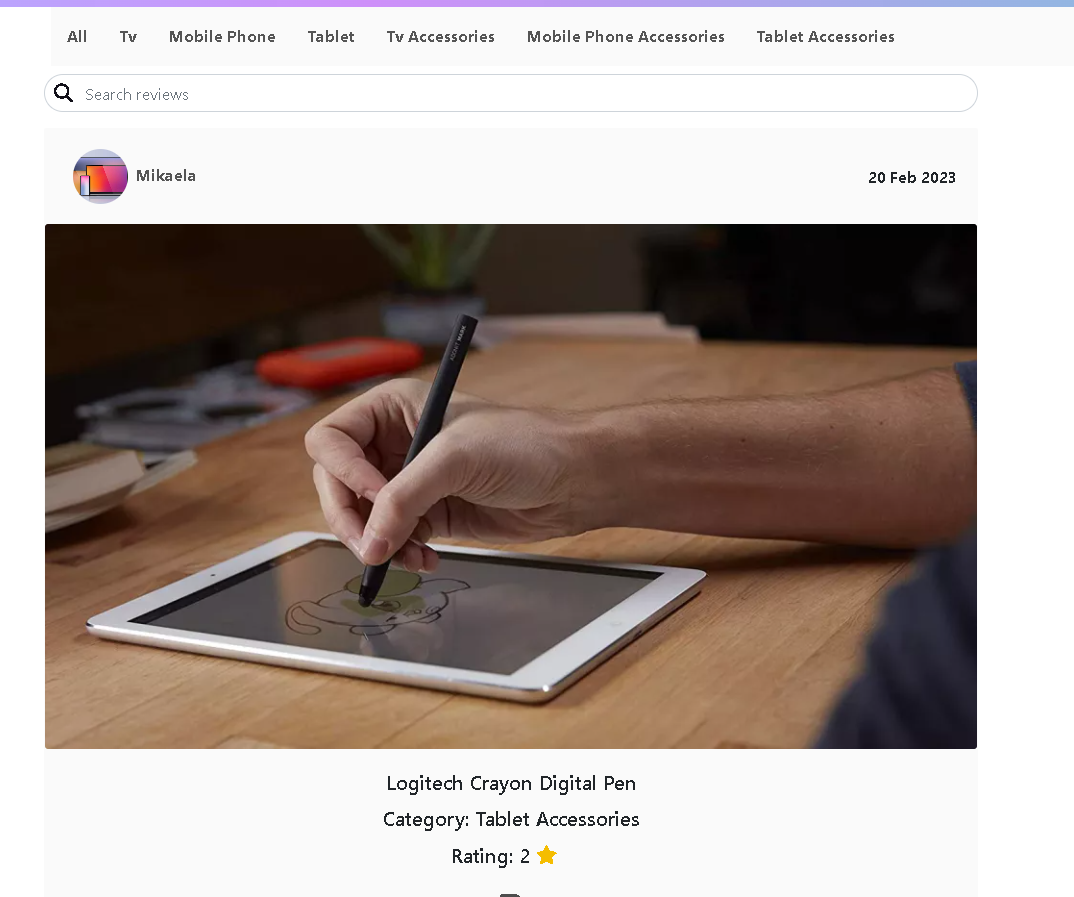 All Tv Mobile Phone Tablet Tv Accessories Mobile Phone Accessories Tablet Accessories
Search reviews
Mikaela 20 Feb 2023
Logitech Crayon Digital Pen
Category: Tablet Accessories
Rating: 2